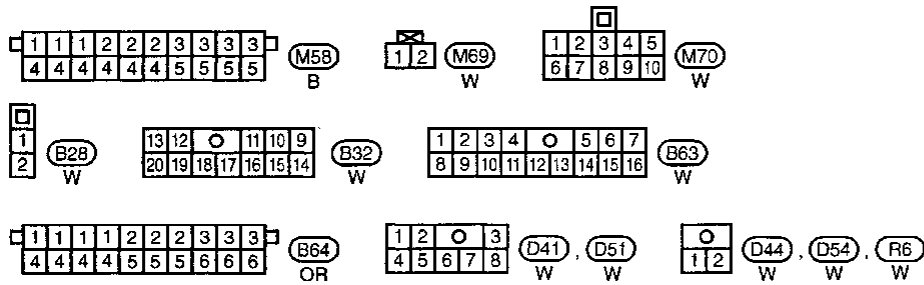 1 1 1 2 2 2 3 3 3 3
4 4 4 4 4 4 5 5 5 5
M58
B
1 2
M69
W
1 2 3 4 5
6 7 8 9 10
M70
W
1
2
B28
W
13 12 11 10 9
20 19 18 17 16 15 14
B32
W
1 2 3 4 5 6 7
8 9 10 11 12 13 14 15 16
B63
W
1 1 1 1 2 2 2 3 3 3
4 4 4 4 5 5 5 6 6 6
B64
OR
1 2 3
4 5 6 7 8
D41 , D51
W W
1 2
D44 , D54 , R6
W W W